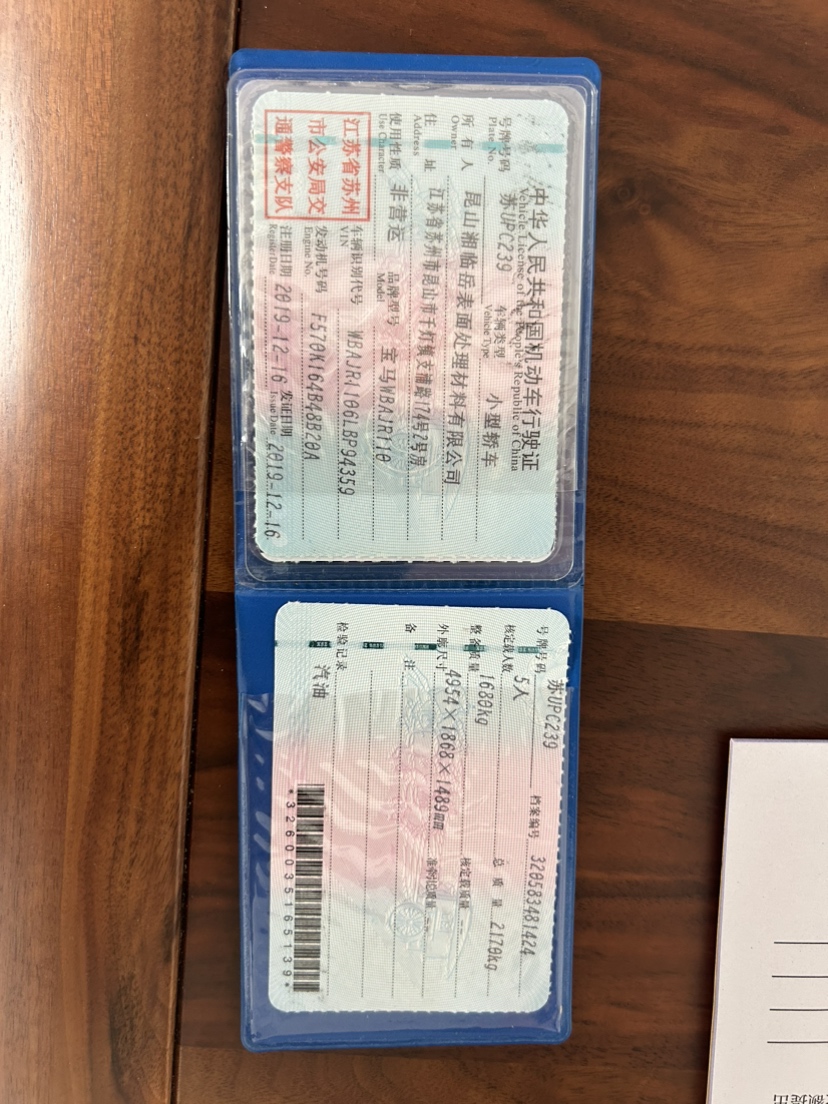 中华人民共和国机动车行驶证
Vehicle License of the People's Republic of China
号牌号码 苏UPC239 车辆类型 小型轿车
Plate No. Vehicle Type
所有人 昆山湘临岳表面处理材料有限公司
Owner
住址 江苏省苏州市昆山市千灯镇支浦路174号2号房
Address
使用性质 非营运 品牌型号 宝马WBAJR110
Use Character Model
江苏省苏州
市公安局交
通警察支队
车辆识别代号 WBAJR1106LBP94359
VIN
发动机号码 F570K164B48B20A
Engine No.
注册日期 2019-12-16 发证日期 2019-12-16
Register Date Issue Date
号牌号码 苏UPC239 档案编号 320583481424
核定载人数 5人 总质量 2170kg
整备质量 1680kg 核定载质量
外廓尺寸 4954×1868×1489mm 准牵引总质量
备注
检验记录
汽油
*3260035165139*